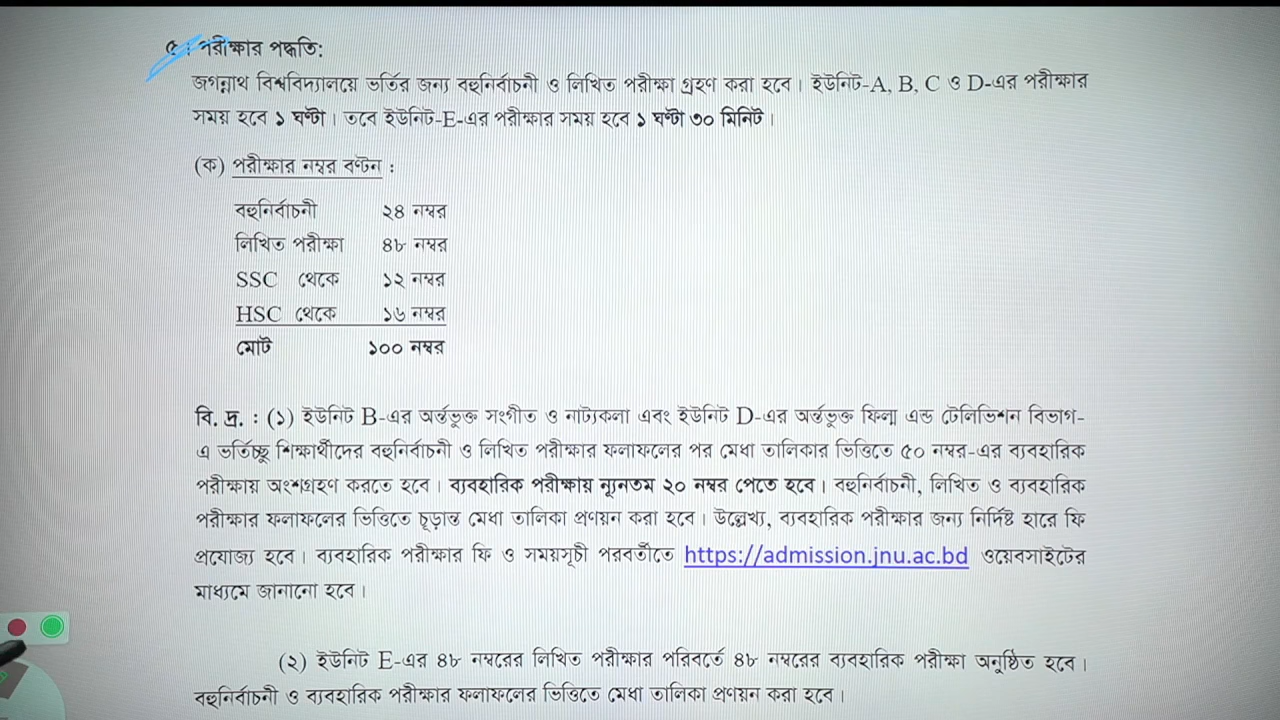 ৫। পরীক্ষার পদ্ধতি:
জগন্নাথ বিশ্ববিদ্যালয়ে ভর্তির জন্য বহুনির্বাচনী ও লিখিত পরীক্ষা গ্রহণ করা হবে। ইউনিট-A, B, C ও D-এর পরীক্ষার
সময় হবে ১ ঘণ্টা। তবে ইউনিট-E-এর পরীক্ষার সময় হবে ১ ঘণ্টা ৩০ মিনিট।
(ক) পরীক্ষার নম্বর বণ্টন :
বহুনির্বাচনী ২৪ নম্বর
লিখিত পরীক্ষা ৪৮ নম্বর
SSC থেকে ১২ নম্বর
HSC থেকে ১৬ নম্বর
মোট ১০০ নম্বর
বি. দ্র. : (১) ইউনিট B-এর অর্ন্তভুক্ত সংগীত ও নাট্যকলা এবং ইউনিট D-এর অর্ন্তভুক্ত ফিল্ম এন্ড টেলিভিশন বিভাগ-
এ ভর্তিচ্ছু শিক্ষার্থীদের বহুনির্বাচনী ও লিখিত পরীক্ষার ফলাফলের পর মেধা তালিকার ভিত্তিতে ৫০ নম্বর-এর ব্যবহারিক
পরীক্ষায় অংশগ্রহণ করতে হবে। ব্যবহারিক পরীক্ষায় ন্যূনতম ২০ নম্বর পেতে হবে। বহুনির্বাচনী, লিখিত ও ব্যবহারিক
পরীক্ষার ফলাফলের ভিত্তিতে চূড়ান্ত মেধা তালিকা প্রণয়ন করা হবে। উল্লেখ্য, ব্যবহারিক পরীক্ষার জন্য নির্দিষ্ট হারে ফি
প্রযোজ্য হবে। ব্যবহারিক পরীক্ষার ফি ও সময়সূচী পরবর্তীতে https://admission.jnu.ac.bd ওয়েবসাইটের
মাধ্যমে জানানো হবে।
(২) ইউনিট E-এর ৪৮ নম্বরের লিখিত পরীক্ষার পরিবর্তে ৪৮ নম্বরের ব্যবহারিক পরীক্ষা অনুষ্ঠিত হবে।
বহুনির্বাচনী ও ব্যবহারিক পরীক্ষার ফলাফলের ভিত্তিতে মেধা তালিকা প্রণয়ন করা হবে।